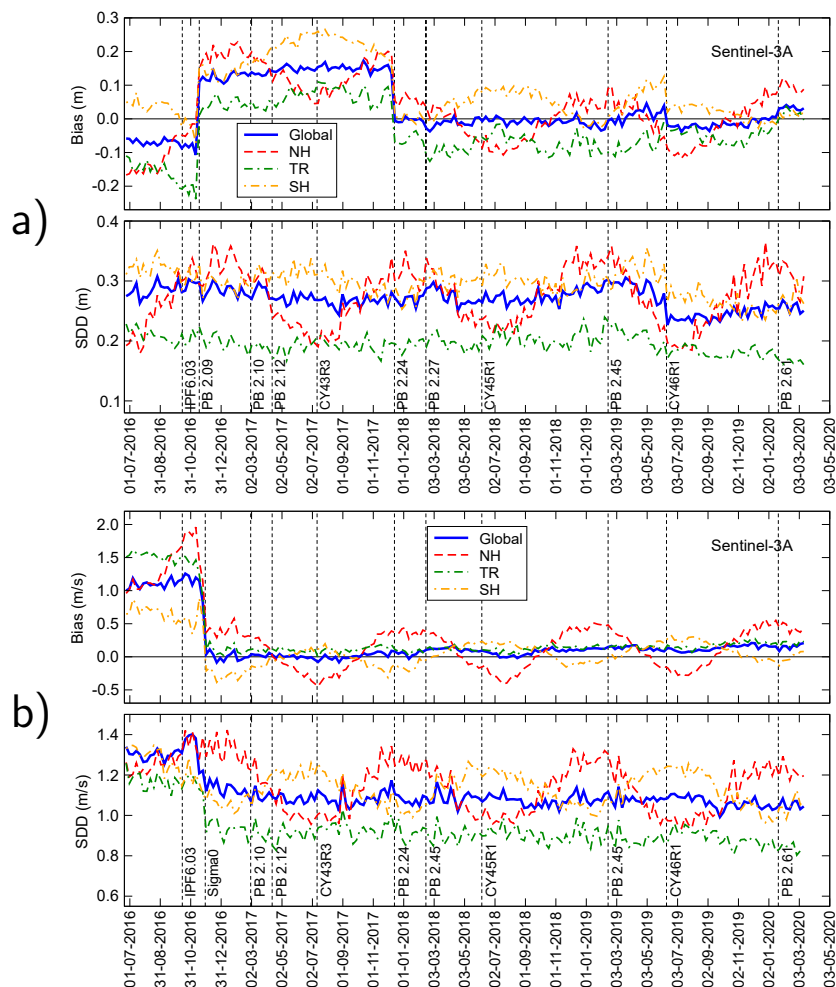 a)
0.3
0.2
0.1
0.0
-0.1
-0.2
Bias (m)
Sentinel-3A
Global
NH
TR
SH
0.4
0.3
0.2
0.1
SDD (m)
IPF6.03
PB 2.09
PB 2.10
PB 2.12
CY43R3
PB 2.24
PB 2.27
CY45R1
PB 2.45
CY46R1
PB 2.61
01-07-2016
31-08-2016
31-10-2016
31-12-2016
02-03-2017
02-05-2017
02-07-2017
01-09-2017
01-11-2017
01-01-2018
03-03-2018
03-05-2018
03-07-2018
02-09-2018
02-11-2018
02-01-2019
04-03-2019
04-05-2019
03-07-2019
02-09-2019
02-11-2019
02-01-2020
03-03-2020
03-05-2020
b)
2.0
1.5
1.0
0.5
0.0
-0.5
Bias (m/s)
Global
NH
TR
SH
Sentinel-3A
1.4
1.2
1.0
0.8
0.6
SDD (m/s)
IPF6.03
Sigma0
PB 2.10
PB 2.12
CY43R3
PB 2.24
PB 2.45
CY45R1
PB 2.45
CY46R1
PB 2.61
01-07-2016
31-08-2016
31-10-2016
31-12-2016
02-03-2017
02-05-2017
02-07-2017
01-09-2017
01-11-2017
01-01-2018
03-03-2018
03-05-2018
03-07-2018
02-09-2018
02-11-2018
02-01-2019
04-03-2019
04-05-2019
03-07-2019
02-09-2019
02-11-2019
02-01-2020
03-03-2020
03-05-2020